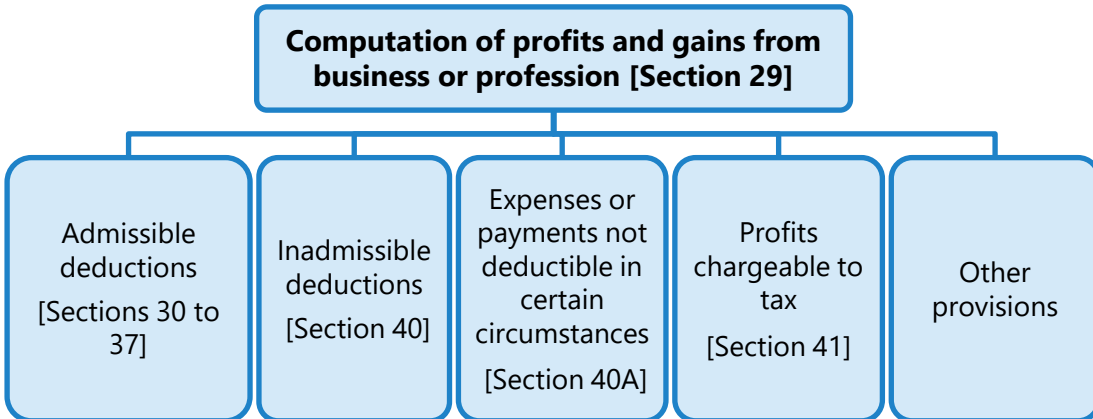 Computation of profits and gains from
business or profession [Section 29]
Admissible
deductions
[Sections 30 to
37]
Inadmissible
deductions
[Section 40]
Expenses or
payments not
deductible in
certain
circumstances
[Section 40A]
Profits
chargeable to
tax
[Section 41]
Other
provisions